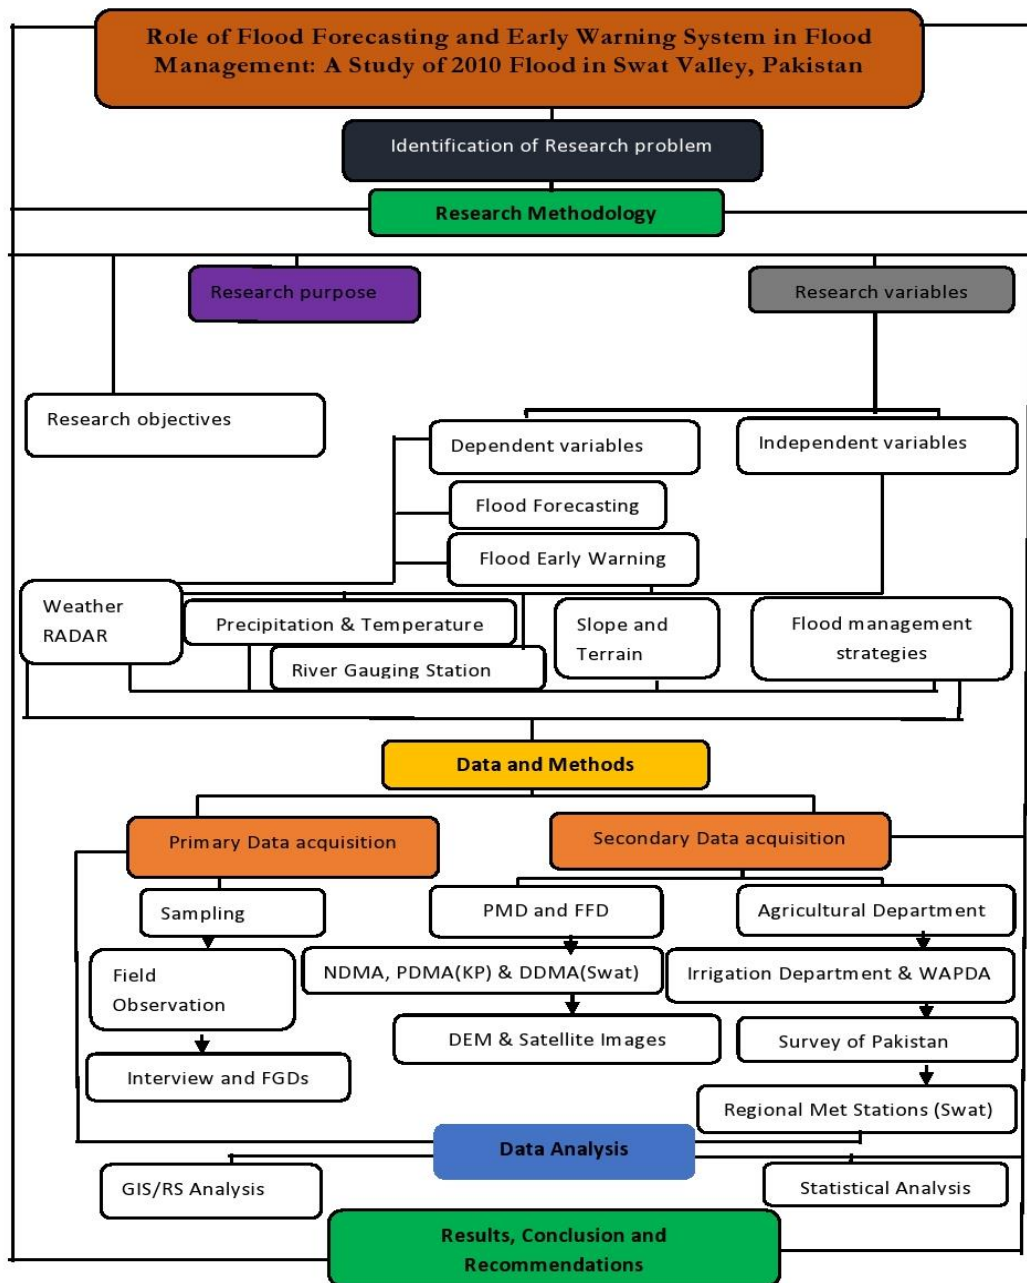 Role of Flood Forecasting and Early Warning System in Flood
Management: A Study of 2010 Flood in Swat Valley, Pakistan
Identification of Research problem
Research Methodology
Research purpose
Research variables
Research objectives
Dependent variables
Independent variables
Flood Forecasting
Flood Early Warning
Weather
RADAR
Precipitation & Temperature
River Gauging Station
Slope and
Terrain
Flood management
strategies
Data and Methods
Primary Data acquisition
Secondary Data acquisition
Sampling
PMD and FFD
Agricultural Department
Field
Observation
NDMA, PDMA(KP) & DDMA(Swat)
Irrigation Department & WAPDA
DEM & Satellite Images
Survey of Pakistan
Interview and FGDs
Regional Met Stations (Swat)
Data Analysis
GIS/RS Analysis
Statistical Analysis
Results, Conclusion and
Recommendations